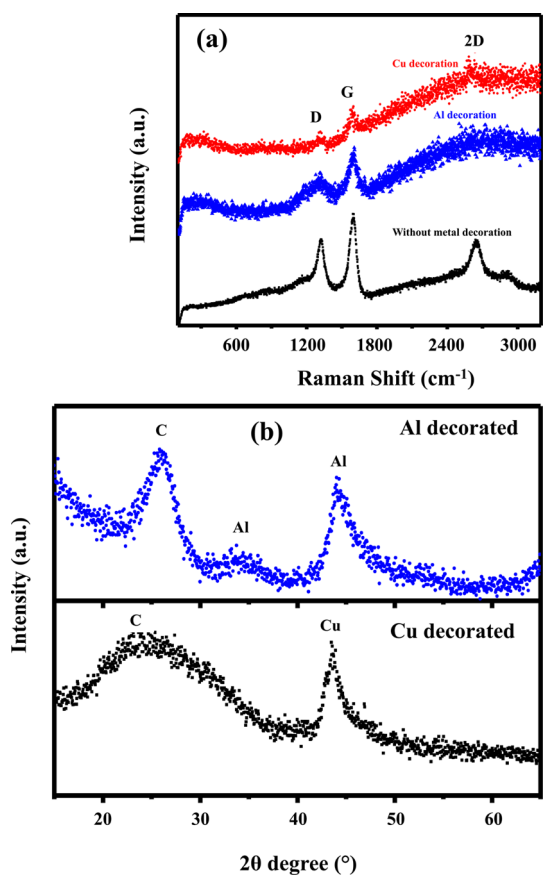 (a)
2D
Cu decoration
G
D
Al decoration
Without metal decoration
Intensity (a.u.)
600 1200 1800 2400 3000
Raman Shift (cm⁻¹)
(b)
Al decorated
C
Al
Al
Cu decorated
C
Cu
Intensity (a.u.)
20 30 40 50 60
2θ degree (°)